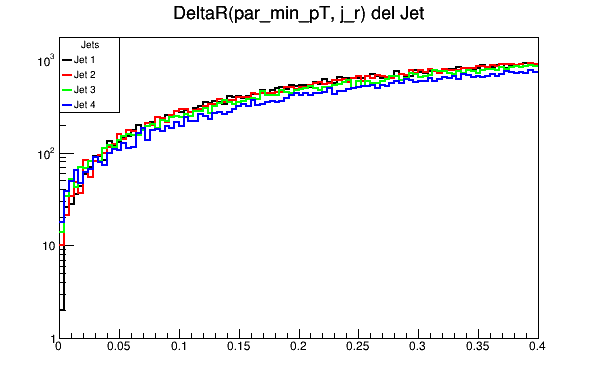 DeltaR(par_min_pT, j_r) del Jet
Jets
Jet 1
Jet 2
Jet 3
Jet 4
10³
10²
10
1
0 0.05 0.1 0.15 0.2 0.25 0.3 0.35 0.4